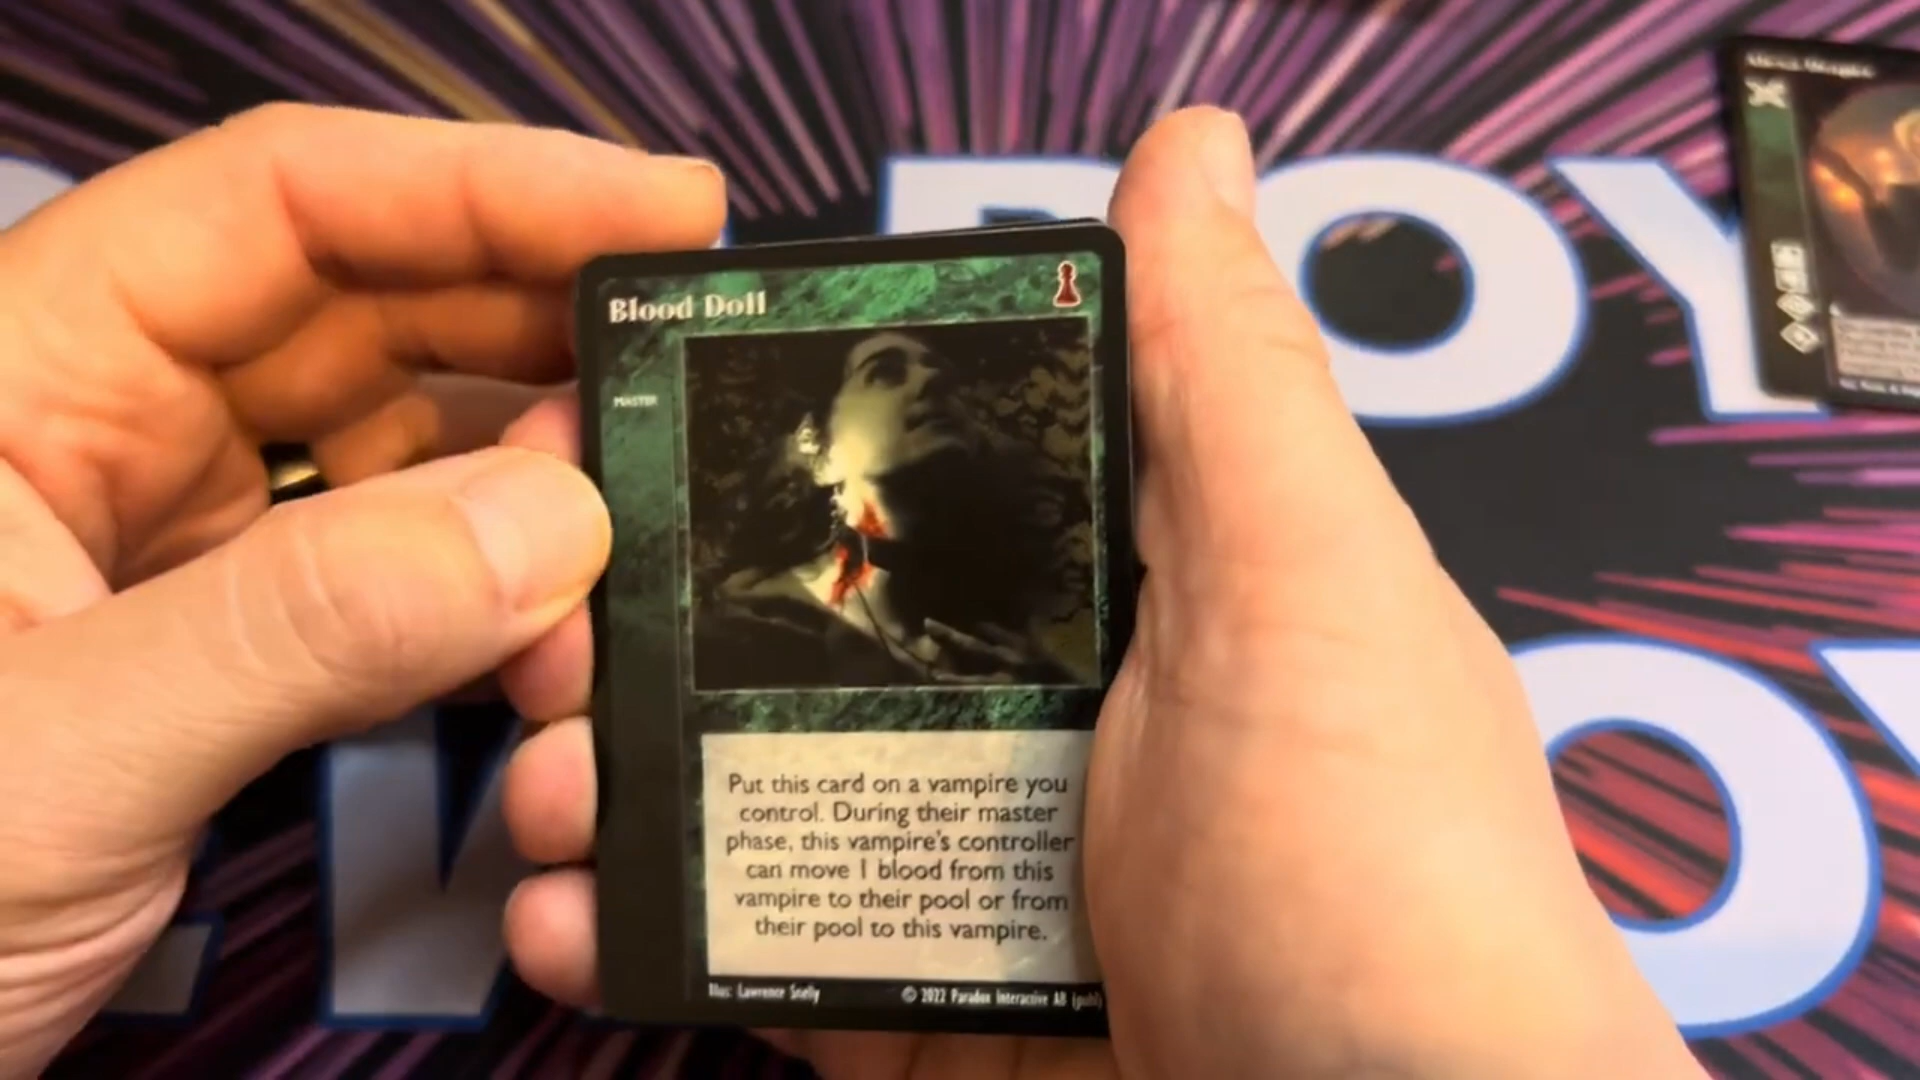 Blood Doll
MASTER
Put this card on a vampire you
control. During their master
phase, this vampire's controller
can move 1 blood from this
vampire to their pool or from
their pool to this vampire.
Illus: Lawrence Snelly
© 2022 Paradox Interactive AB (publ)
BOY